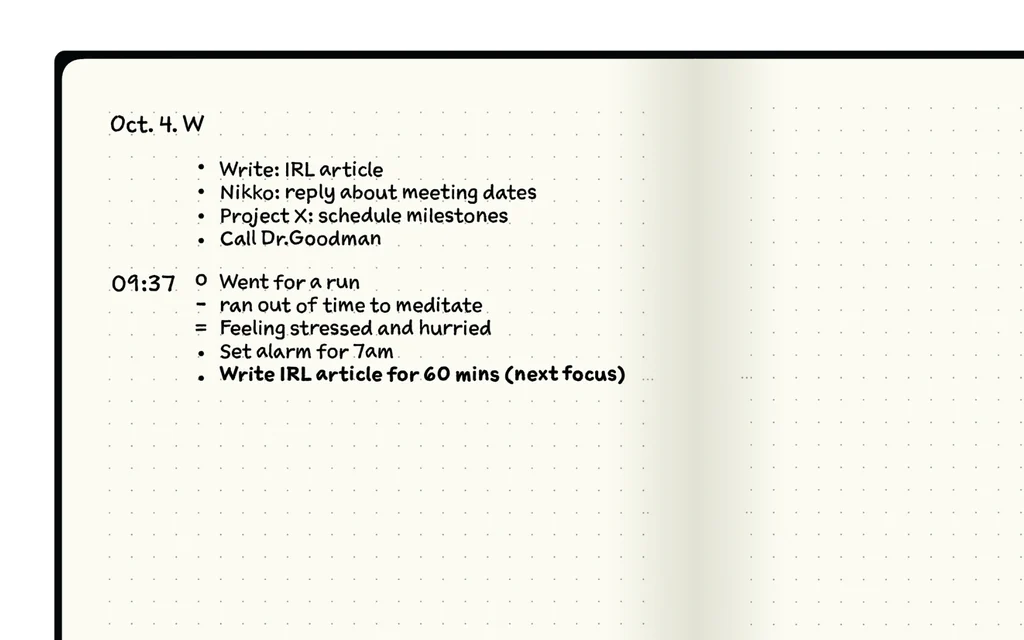 Oct. 4. W
• Write: IRL article
• Nikko: reply about meeting dates
• Project X: schedule milestones
• Call Dr.Goodman
09:37 o Went for a run
– ran out of time to meditate
= Feeling stressed and hurried
• Set alarm for 7am
• Write IRL article for 60 mins (next focus)